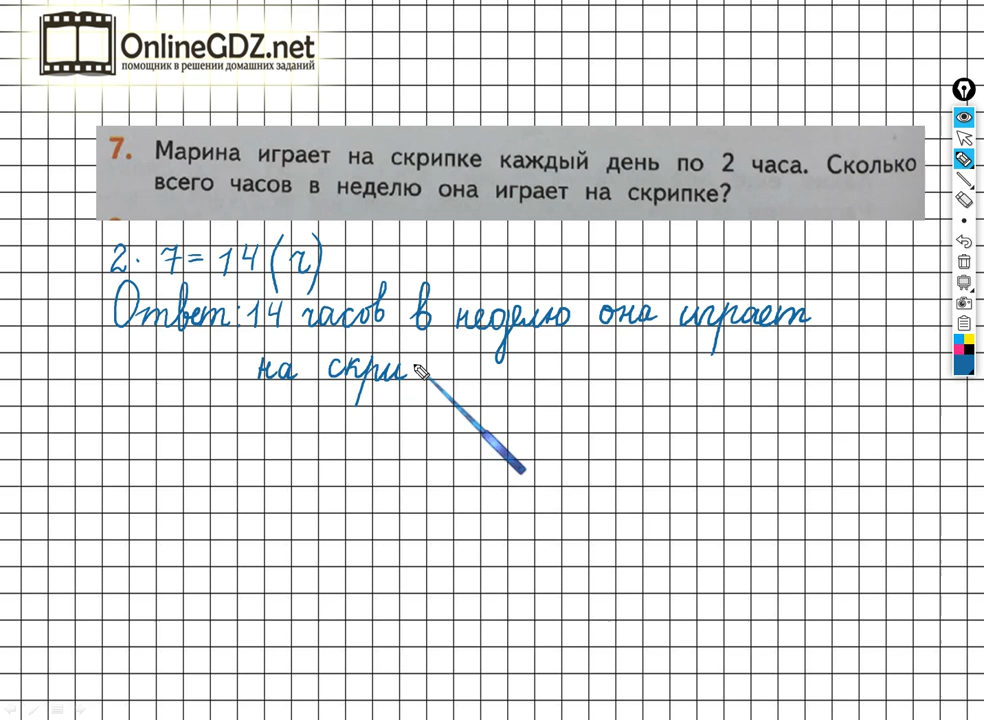 OnlineGDZ.net
помощник в решении домашних заданий
7. Марина играет на скрипке каждый день по 2 часа. Сколько
всего часов в неделю она играет на скрипке?
2 · 7 = 14 (ч)
Ответ: 14 часов в неделю она играет
на скри